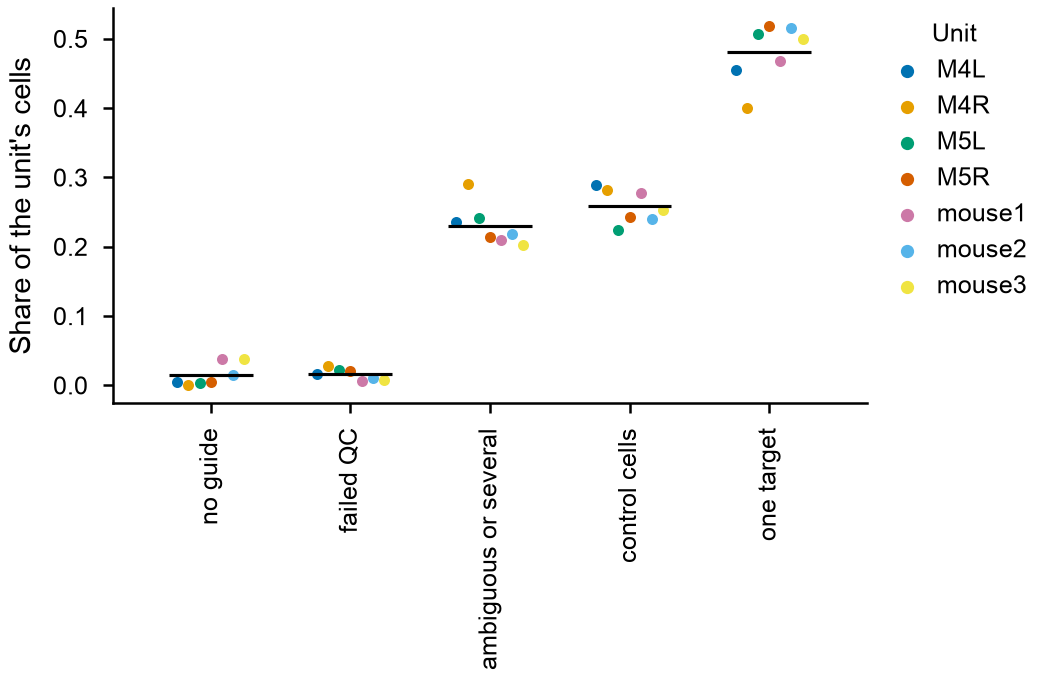 Share of the unit's cells
0.5
0.4
0.3
0.2
0.1
0.0
no guide
failed QC
ambiguous or several
control cells
one target
Unit
M4L
M4R
M5L
M5R
mouse1
mouse2
mouse3